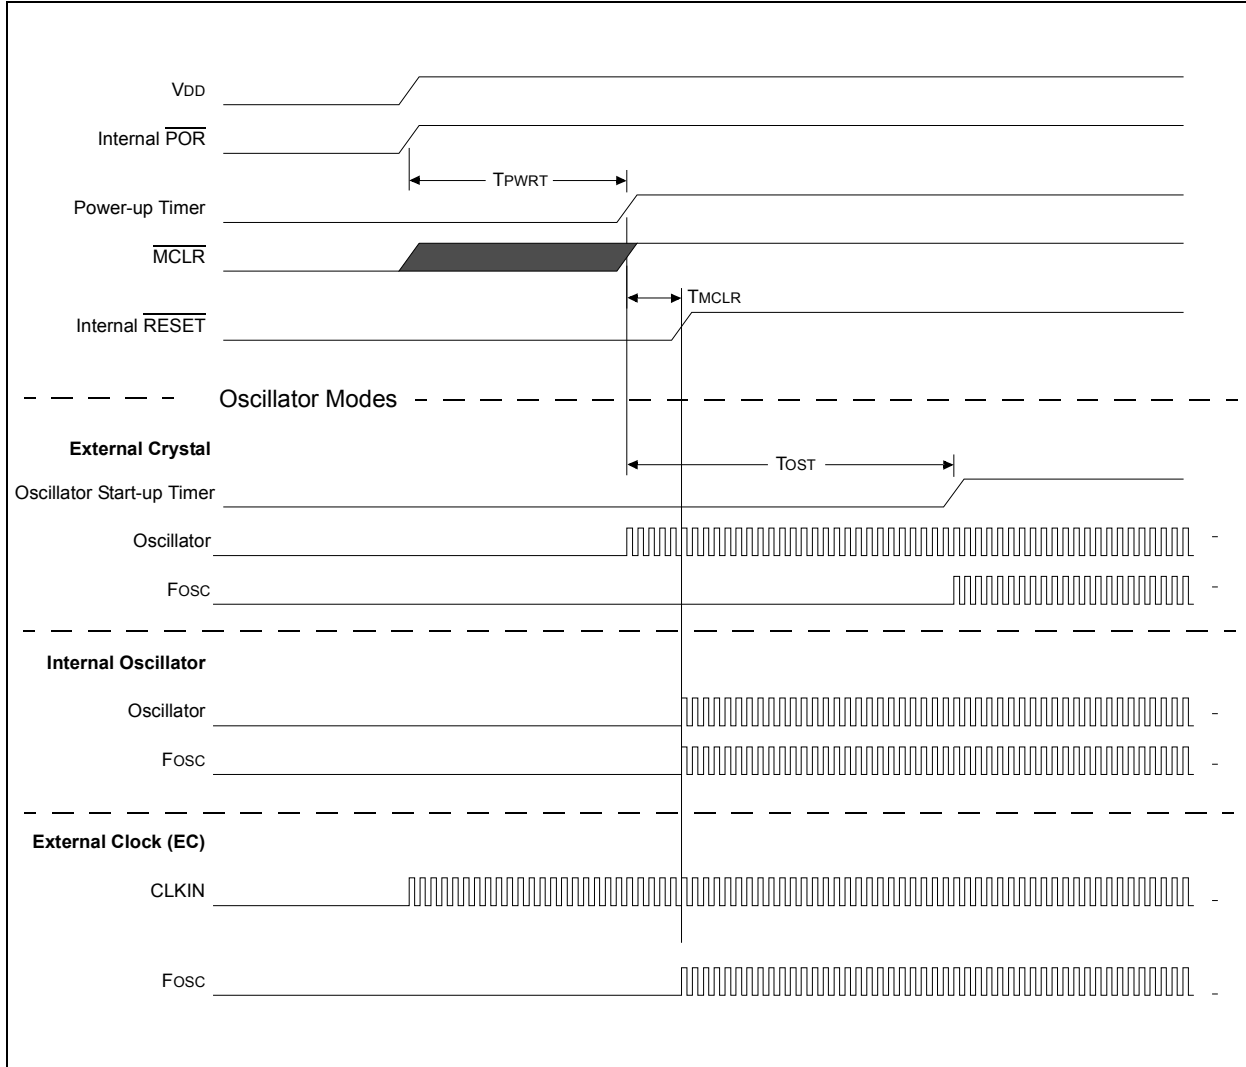 VDD
Internal POR
TPWRT
Power-up Timer
MCLR
TMCLR
Internal RESET
Oscillator Modes
External Crystal
TOST
Oscillator Start-up Timer
Oscillator
FOSC
Internal Oscillator
Oscillator
FOSC
External Clock (EC)
CLKIN
FOSC